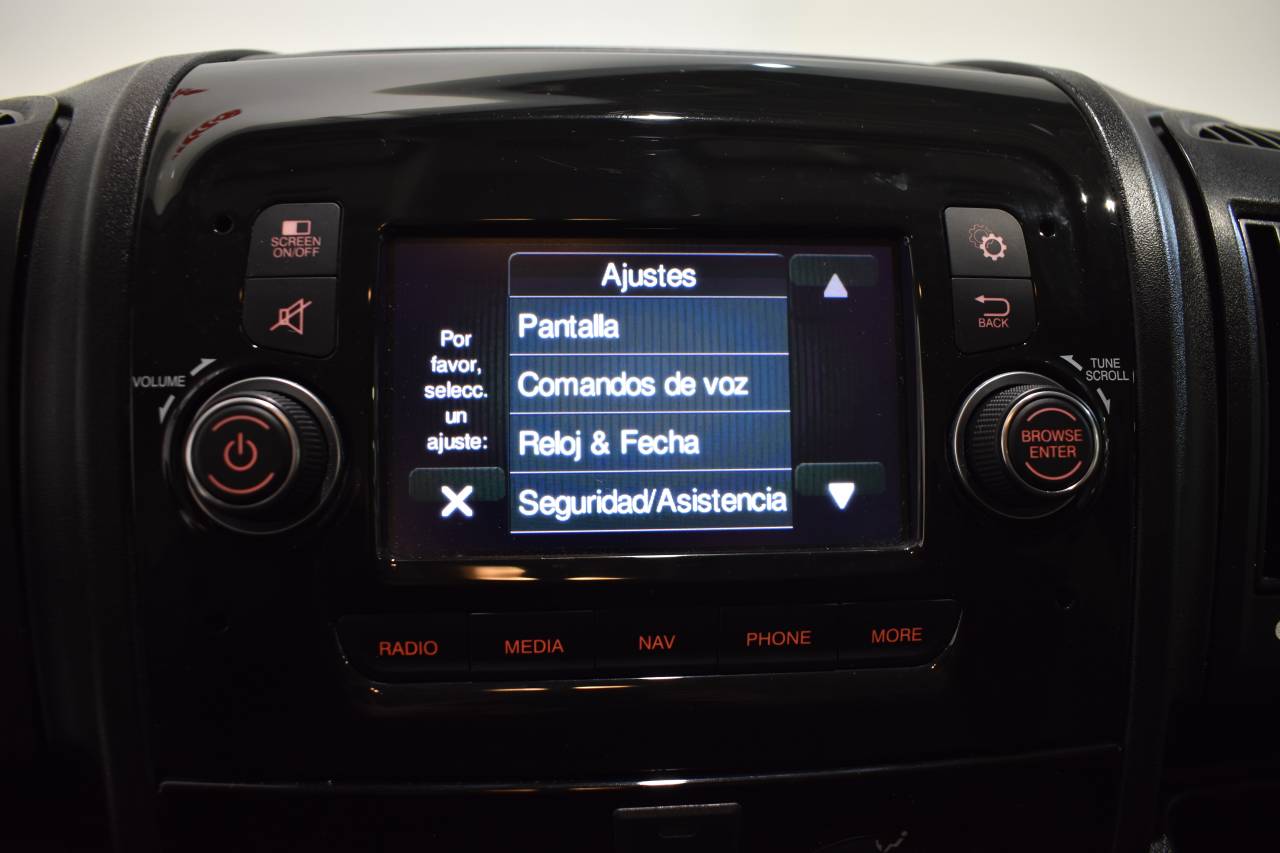 SCREEN
ON/OFF
VOLUME
Ajustes
Por
favor,
selecc.
un
ajuste:
Pantalla
Comandos de voz
Reloj & Fecha
Seguridad/Asistencia
BACK
TUNE
SCROLL
BROWSE
ENTER
RADIO
MEDIA
NAV
PHONE
MORE